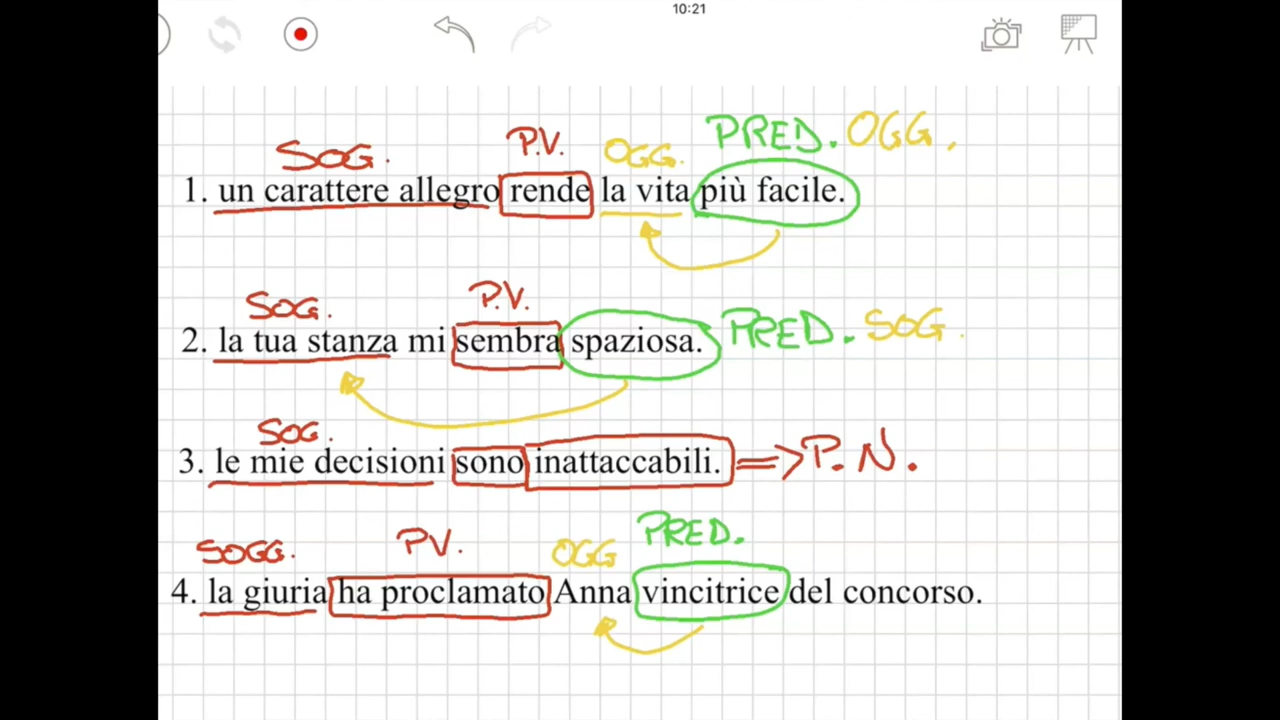 10:21
SOG. P.V. OGG. PRED. OGG.
1. un carattere allegro rende la vita più facile.
SOG. P.V.
2. la tua stanza mi sembra spaziosa. PRED. SOG.
SOG.
3. le mie decisioni sono inattaccabili. => P.N.
SOGG. PV. OGG PRED.
4. la giuria ha proclamato Anna vincitrice del concorso.